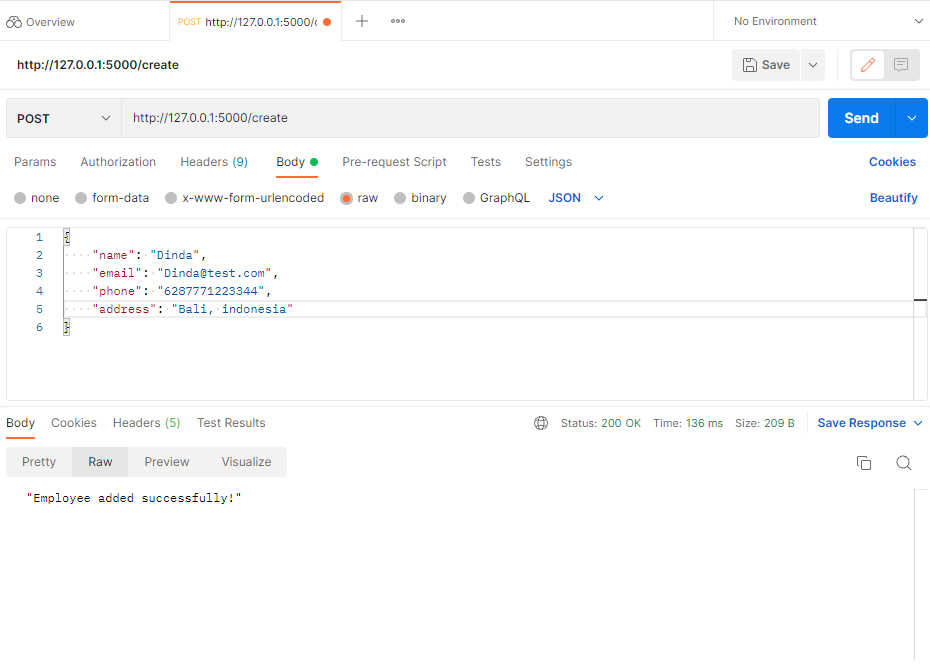 Overview
POST http://127.0.0.1:5000/c
No Environment
http://127.0.0.1:5000/create
Save
POST
http://127.0.0.1:5000/create
Send
Params Authorization Headers (9) Body Pre-request Script Tests Settings Cookies
none form-data x-www-form-urlencoded raw binary GraphQL JSON Beautify
1 {
2 "name": "Dinda",
3 "email": "Dinda@test.com",
4 "phone": "6287771223344",
5 "address": "Bali, indonesia"
6 }
Body Cookies Headers (5) Test Results Status: 200 OK Time: 136 ms Size: 209 B Save Response
Pretty Raw Preview Visualize
"Employee added successfully!"